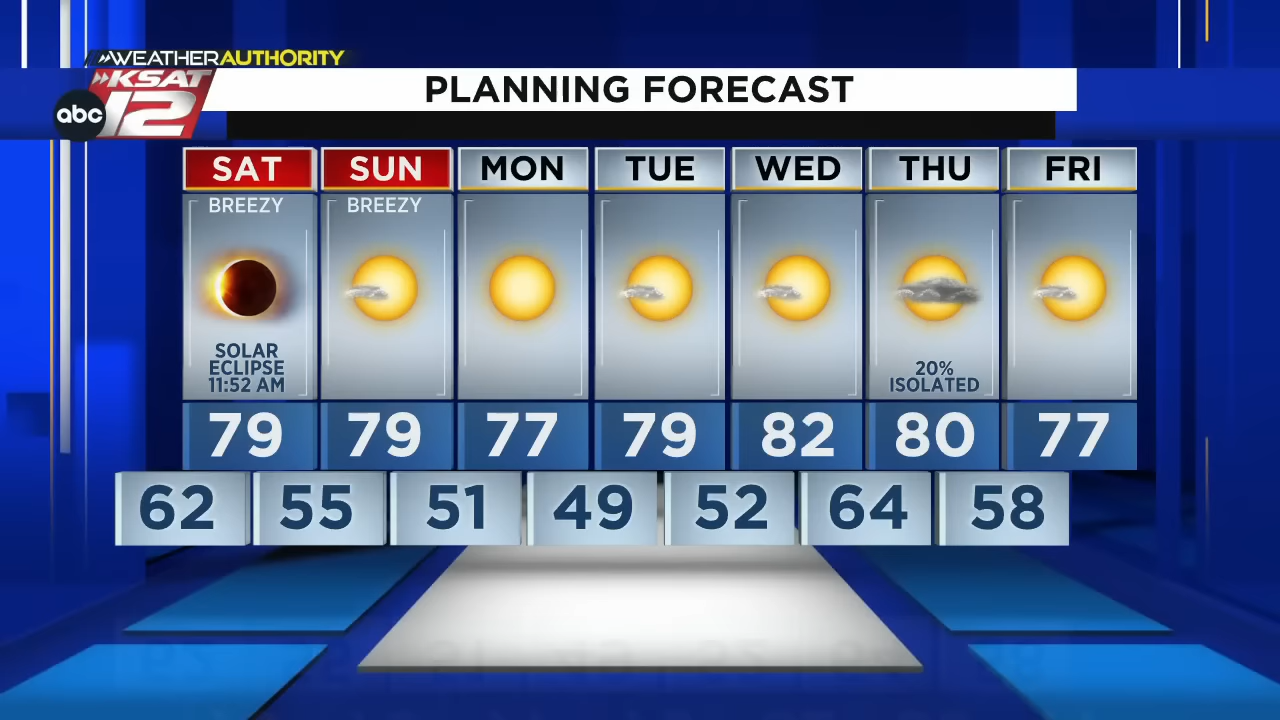 WEATHERAUTHORITY
KSAT
abc 12
PLANNING FORECAST
SAT SUN MON TUE WED THU FRI
BREEZY BREEZY
SOLAR
ECLIPSE 20%
11:52 AM ISOLATED
79 79 77 79 82 80 77
62 55 51 49 52 64 58